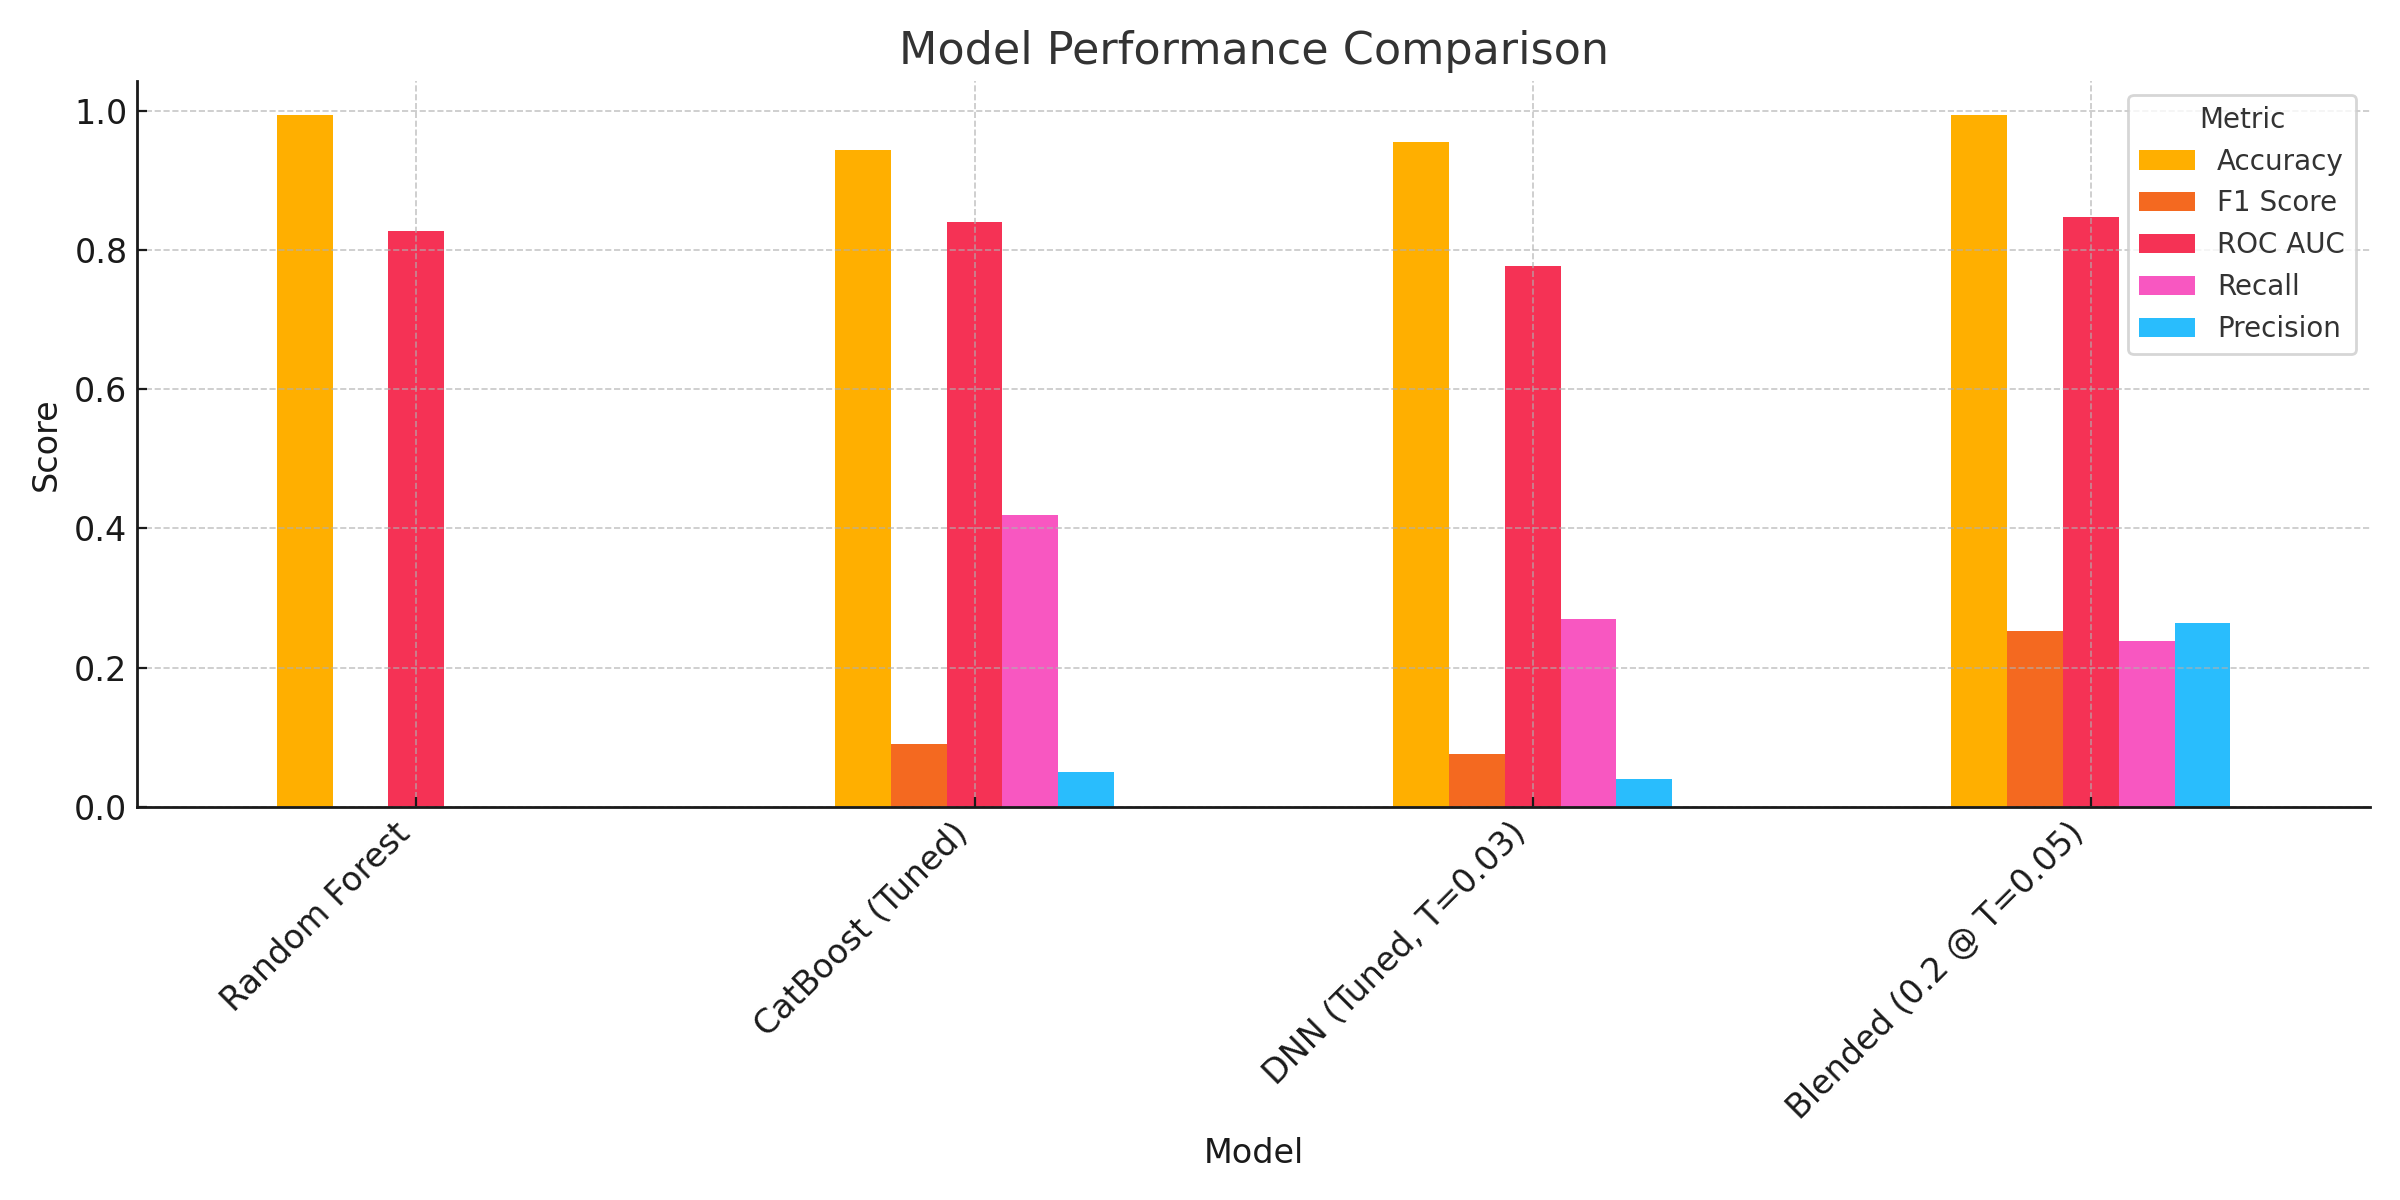 Model Performance Comparison
1.0
0.8
0.6
0.4
0.2
0.0
Score
Metric
Accuracy
F1 Score
ROC AUC
Recall
Precision
Random Forest
CatBoost (Tuned)
DNN (Tuned, T=0.03)
Blended (0.2 @ T=0.05)
Model